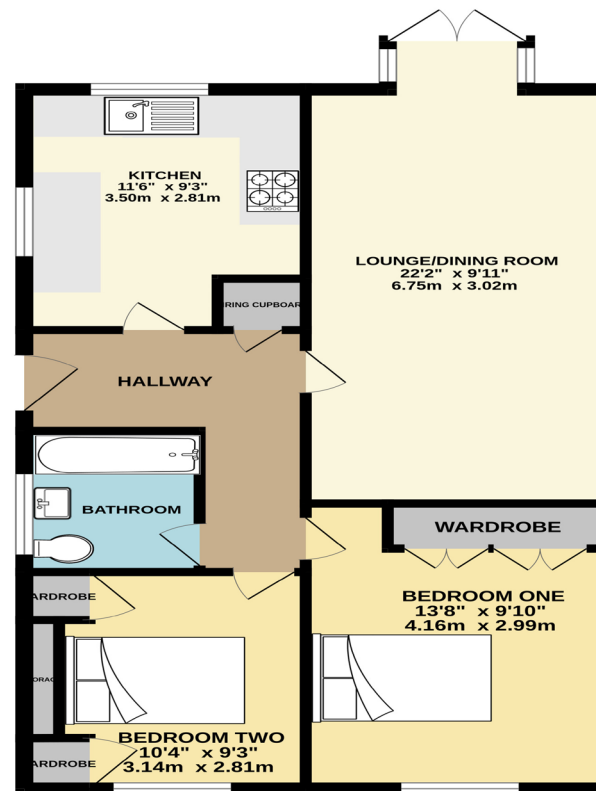 KITCHEN
11'6" x 9'3"
3.50m x 2.81m
LOUNGE/DINING ROOM
22'2" x 9'11"
6.75m x 3.02m
RING CUPBOAR
HALLWAY
BATHROOM
WARDROBE
BEDROOM ONE
13'8" x 9'10"
4.16m x 2.99m
ARDROBE
ORAG
BEDROOM TWO
10'4" x 9'3"
3.14m x 2.81m
ARDROBE